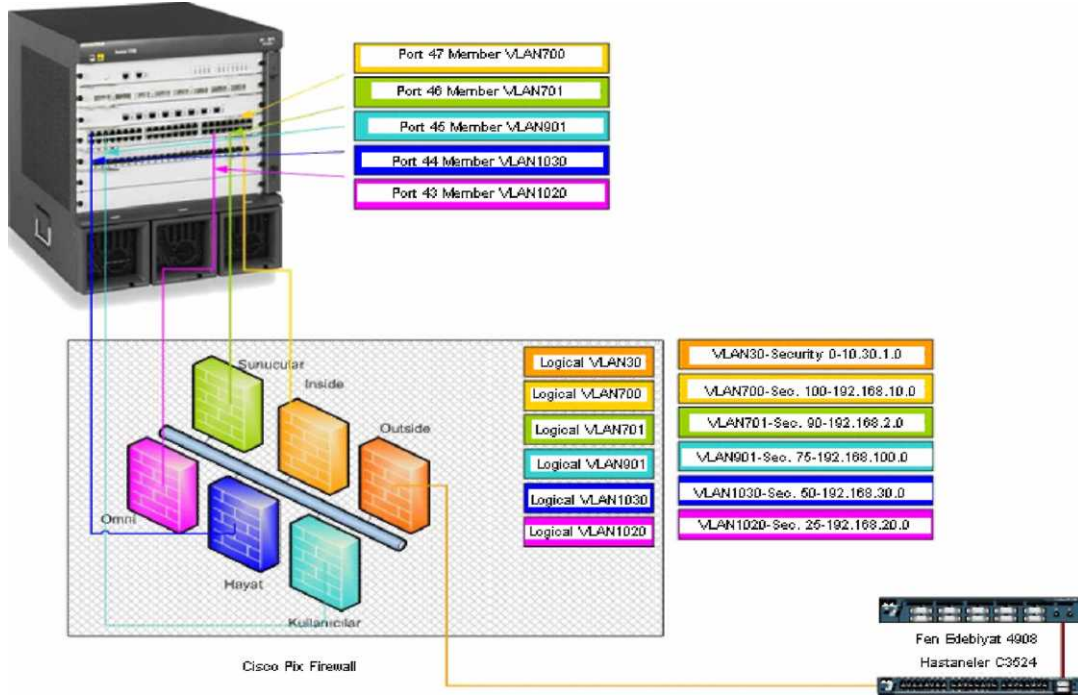 Port 47 Member VLAN700
Port 46 Member VLAN701
Port 45 Member VLAN901
Port 44 Member VLAN1030
Port 43 Member VLAN1020
Sunucular
Inside
Outside
Omni
Hayat
Kullanicilar
Logical VLAN30
Logical VLAN700
Logical VLAN701
Logical VLAN901
Logical VLAN1030
Logical VLAN1020
VLAN30-Security 0-10.30.1.0
VLAN700-Sec. 100-192.168.10.0
VLAN701-Sec. 90-192.168.2.0
VLAN901-Sec. 75-192.168.100.0
VLAN1030-Sec. 50-192.168.30.0
VLAN1020-Sec. 25-192.168.20.0
Cisco Pix Firewall
Fen Edebiyat 4908
Hastaneler C3524